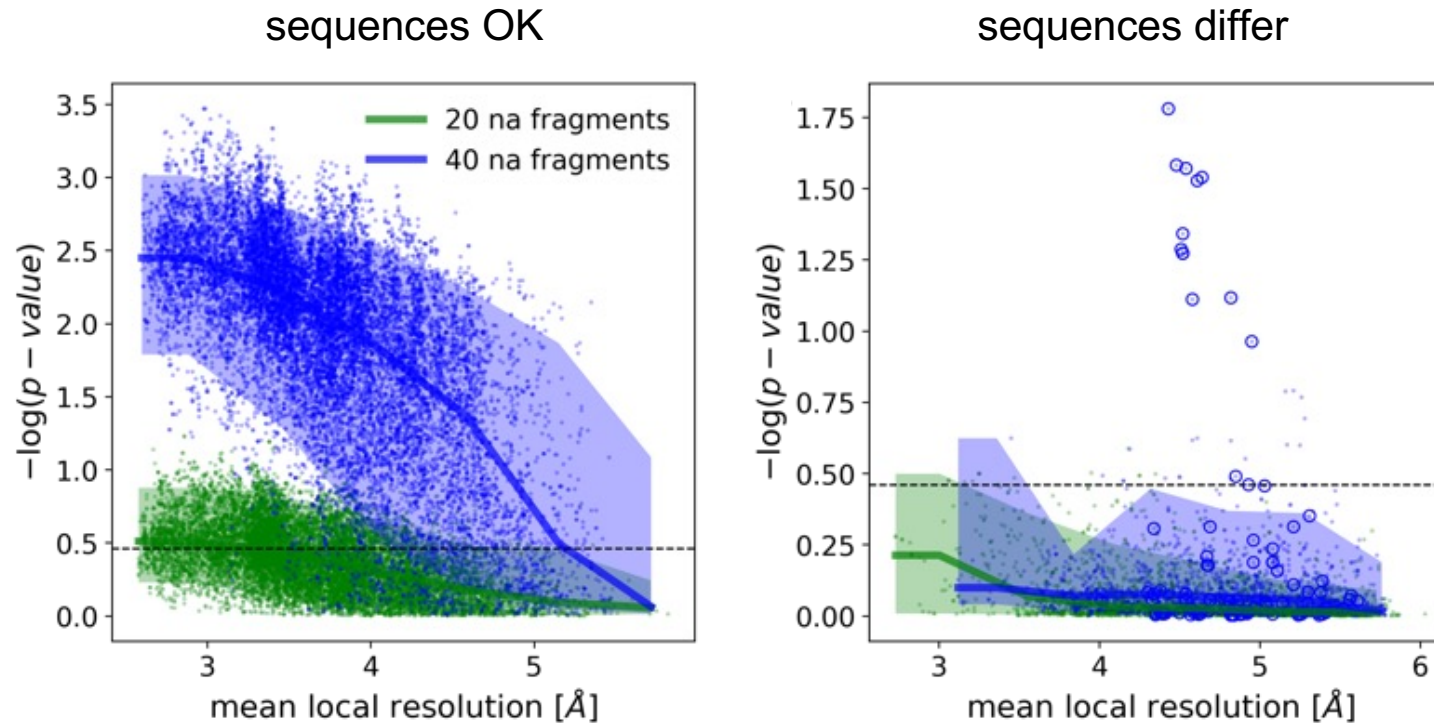 sequences OK
3.5
3.0
2.5
2.0
1.5
1.0
0.5
0.0
−log(p − value)
20 na fragments
40 na fragments
3 4 5
mean local resolution [Å]
sequences differ
1.75
1.50
1.25
1.00
0.75
0.50
0.25
0.00
−log(p − value)
3 4 5 6
mean local resolution [Å]